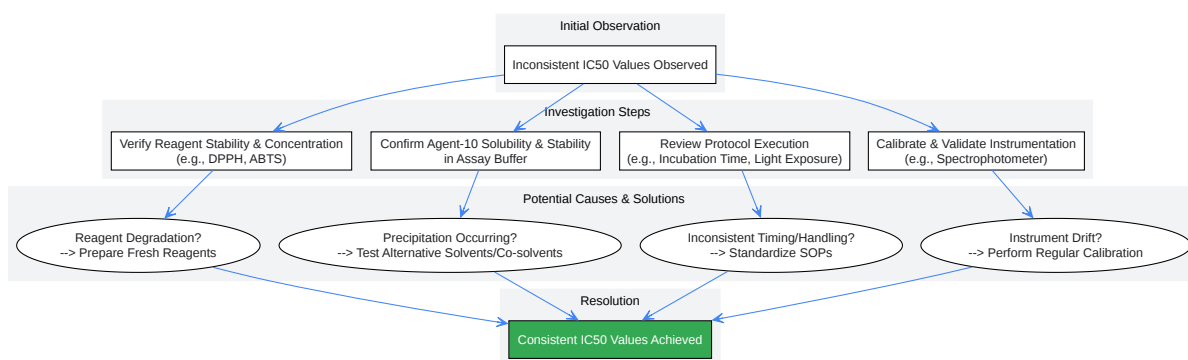 Initial Observation
Inconsistent IC50 Values Observed
Investigation Steps
Verify Reagent Stability & Concentration
(e.g., DPPH, ABTS)
Confirm Agent-10 Solubility & Stability
in Assay Buffer
Review Protocol Execution
(e.g., Incubation Time, Light Exposure)
Calibrate & Validate Instrumentation
(e.g., Spectrophotometer)
Potential Causes & Solutions
Reagent Degradation?
--> Prepare Fresh Reagents
Precipitation Occurring?
--> Test Alternative Solvents/Co-solvents
Inconsistent Timing/Handling?
--> Standardize SOPs
Instrument Drift?
--> Perform Regular Calibration
Resolution
Consistent IC50 Values Achieved